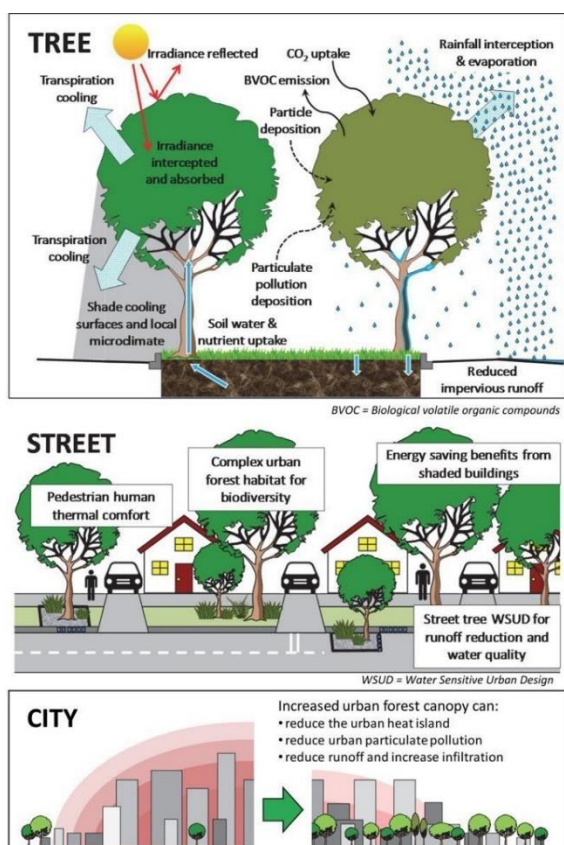 TREE
Irradiance reflected
Transpiration
cooling
Irradiance
intercepted
and absorbed
Transpiration
cooling
Shade cooling
surfaces and local
microclimate
Soil water &
nutrient uptake
CO₂ uptake
BVOC emission
Particle
deposition
Particulate
pollution
deposition
Rainfall interception
& evaporation
Reduced
impervious runoff
BVOC = Biological volatile organic compounds
STREET
Pedestrian human
thermal comfort
Complex urban
forest habitat for
biodiversity
Energy saving benefits from
shaded buildings
Street tree WSUD for
runoff reduction and
water quality
WSUD = Water Sensitive Urban Design
CITY
Increased urban forest canopy can:
• reduce the urban heat island
• reduce urban particulate pollution
• reduce runoff and increase infiltration